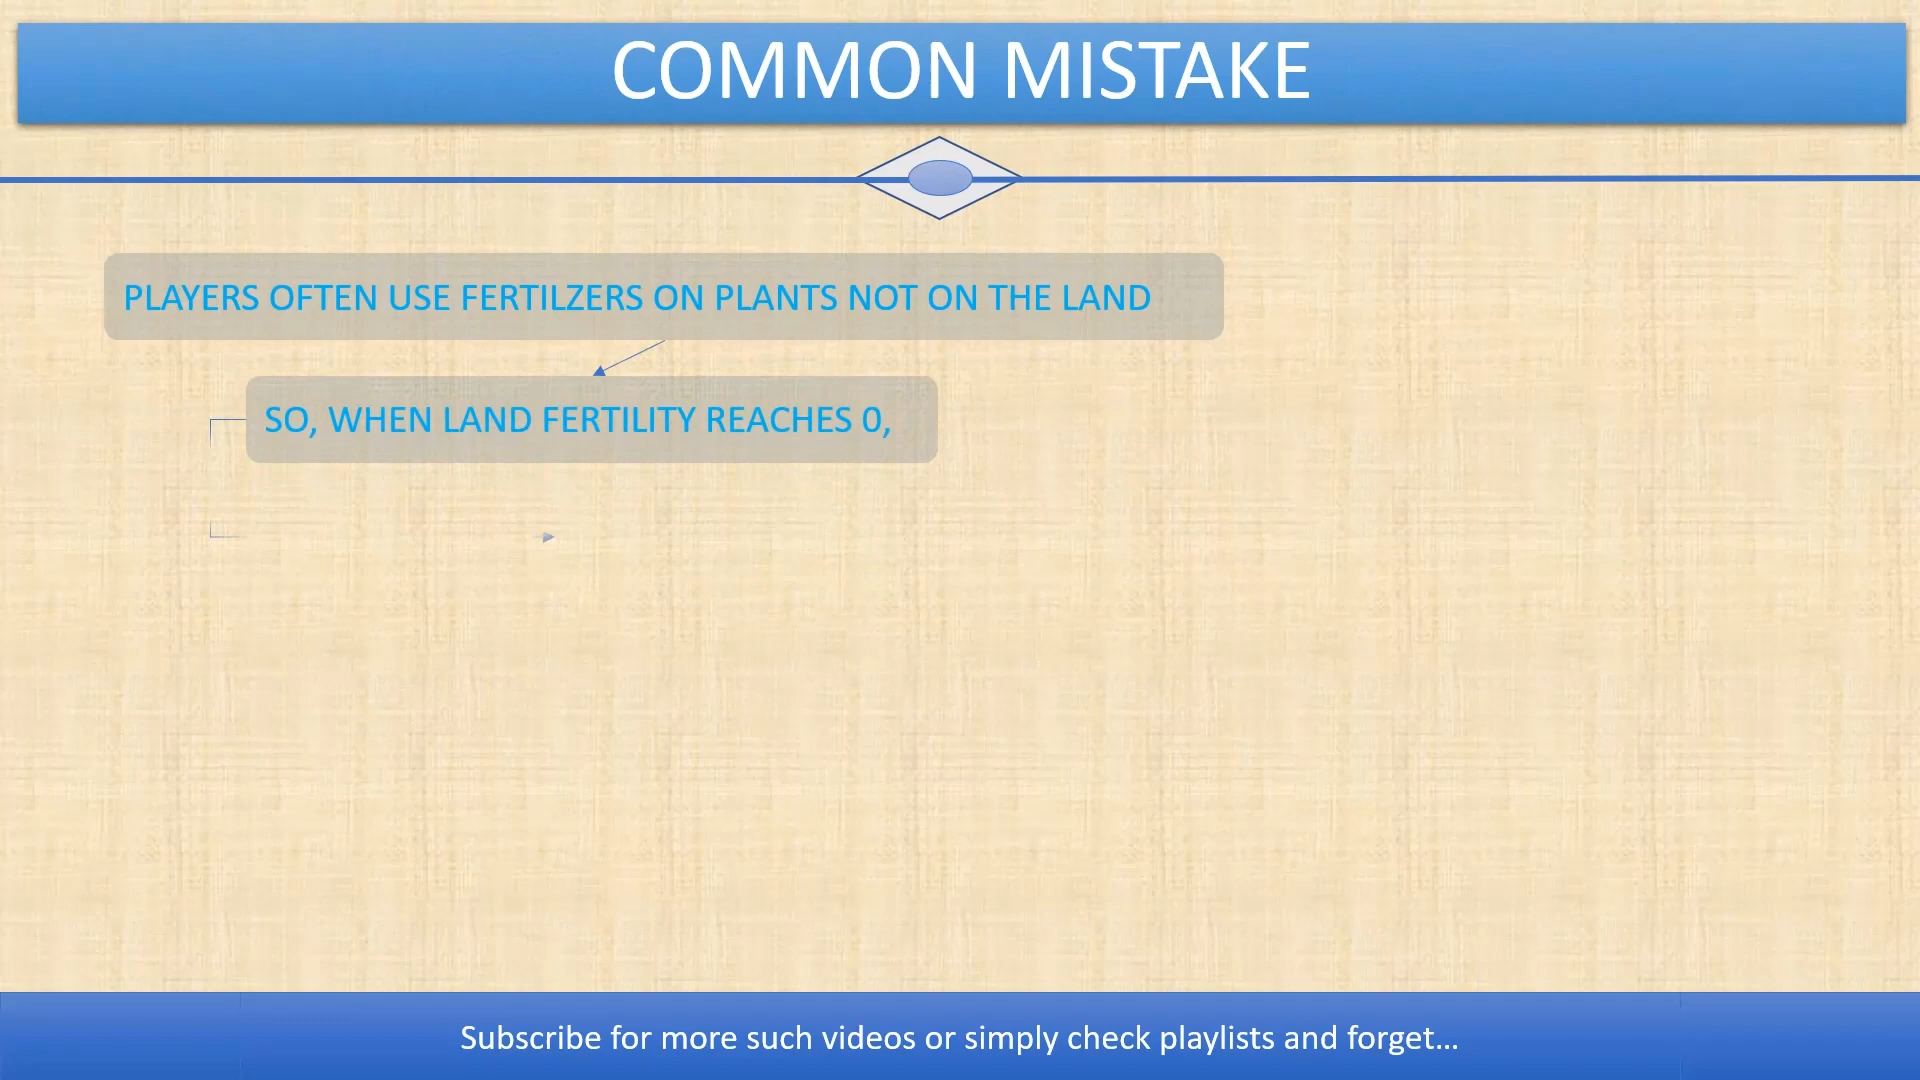 COMMON MISTAKE
PLAYERS OFTEN USE FERTILZERS ON PLANTS NOT ON THE LAND
SO, WHEN LAND FERTILITY REACHES 0,
Subscribe for more such videos or simply check playlists and forget...